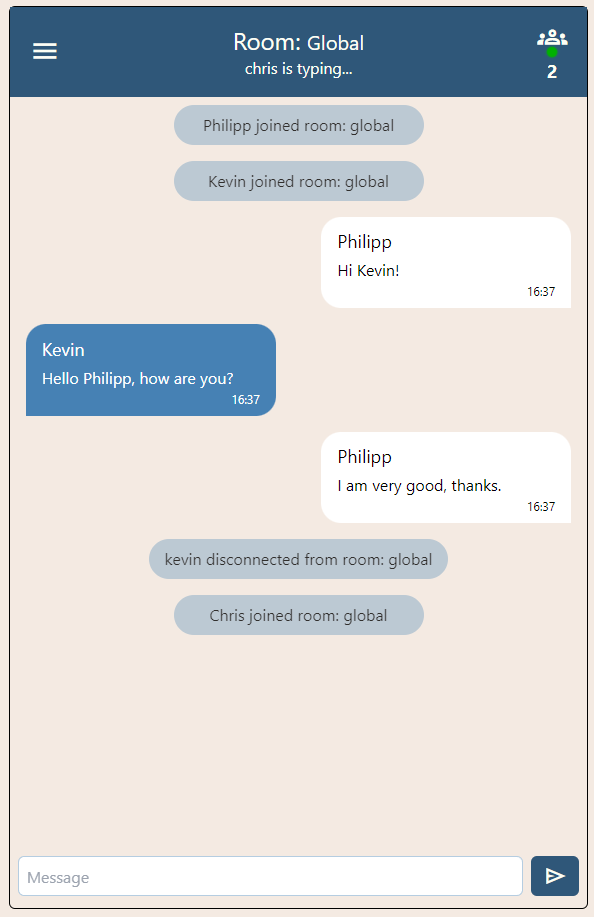 Room: Global
chris is typing...
2
Philipp joined room: global
Kevin joined room: global
Philipp
Hi Kevin!
16:37
Kevin
Hello Philipp, how are you?
16:37
Philipp
I am very good, thanks.
16:37
kevin disconnected from room: global
Chris joined room: global
Message